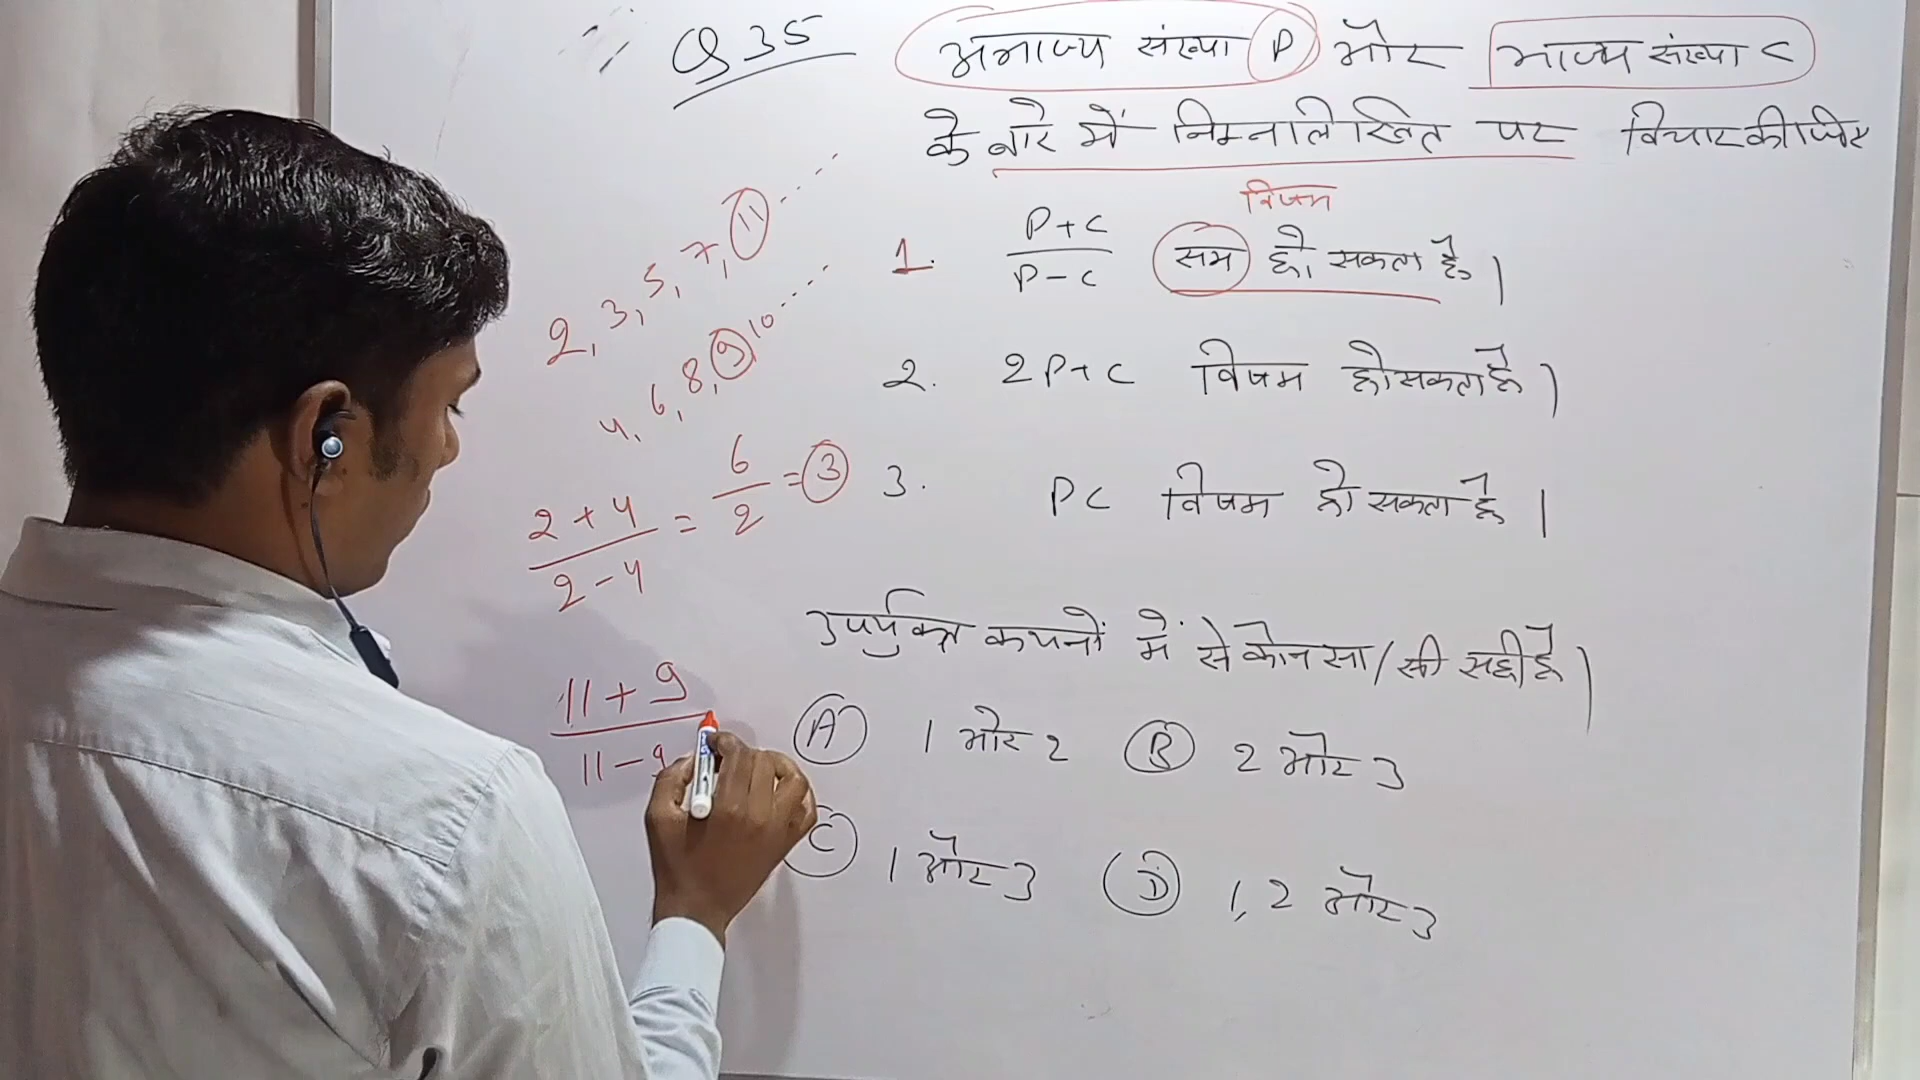 Q 35
अभाज्य संख्या P और भाज्य संख्या C
के बारे में निम्नलिखित पर विचार कीजिए
विषम
1. P+C / P-C सम हो सकता है।
2. 2P+C विषम हो सकता है।
3. PC विषम हो सकता है।
उपर्युक्त कथनों में से कौन सा/सी सही है।
(A) 1 और 2 (B) 2 और 3
(C) 1 और 3 (D) 1, 2 और 3
2, 3, 5, 7, 11 .....
4, 6, 8, 9, 10 .....
2+4 / 2-4 = 6 / 2 = 3
11+9 / 11-9